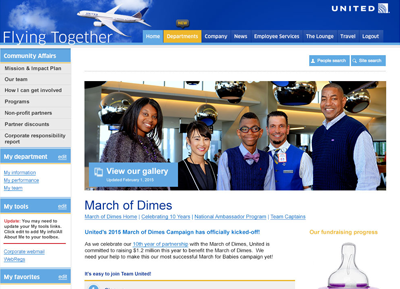 UNITED
Flying Together
NEW
Home Departments Company News Employee Services The Lounge Travel Logout
People search Site search
Community Affairs
Mission & Impact Plan
Our team
How I can get involved
Programs
Non-profit partners
Partner discounts
Corporate responsibility
report
My department edit
My information
My performance
My team
My tools edit
Update: You may need to
update your My tools links.
Click edit to add My info/All
About Me to your toolbox.
Corporate webmail
WebRegs
My favorites edit
View our gallery
Updated February 1, 2015
March of Dimes
March of Dimes Home | Celebrating 10 Years | National Ambassador Program | Team Captains
United's 2015 March of Dimes Campaign has officially kicked-off!
As we celebrate our 10th year of partnership with the March of Dimes, United is
committed to raising $1.2 million this year to benefit the March of Dimes. We
need your help to make this our most successful March for Babies campaign yet!
It's easy to join Team United!
Our fundraising progress